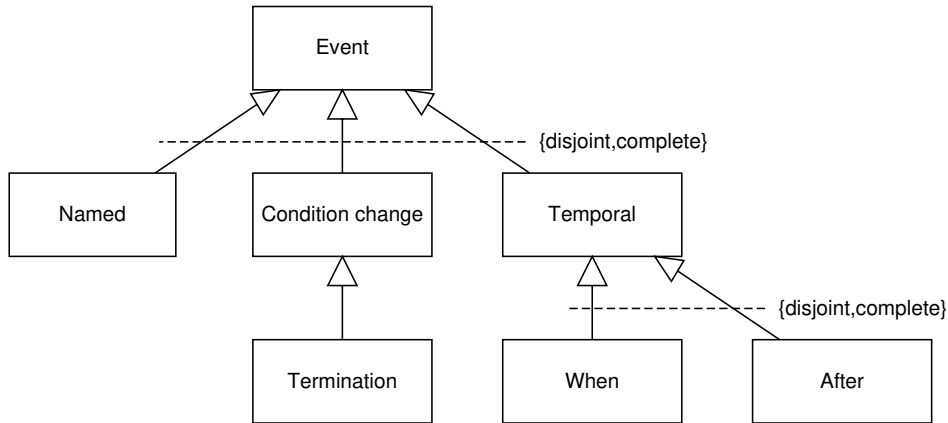 Event
{disjoint,complete}
Named
Condition change
Temporal
{disjoint,complete}
Termination
When
After